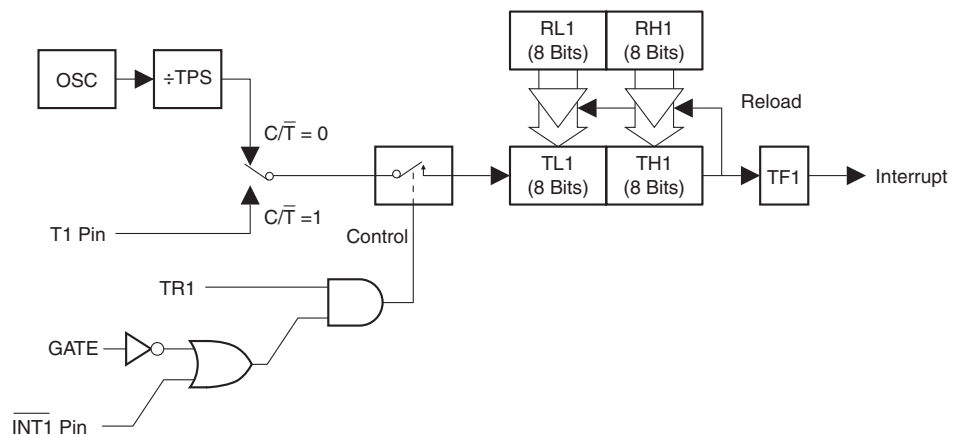 RL1
(8 Bits)
RH1
(8 Bits)
OSC
÷TPS
Reload
C/T̅ = 0
TL1
(8 Bits)
TH1
(8 Bits)
TF1
Interrupt
C/T̅ =1
T1 Pin
Control
TR1
GATE
I̅N̅T̅1̅ Pin